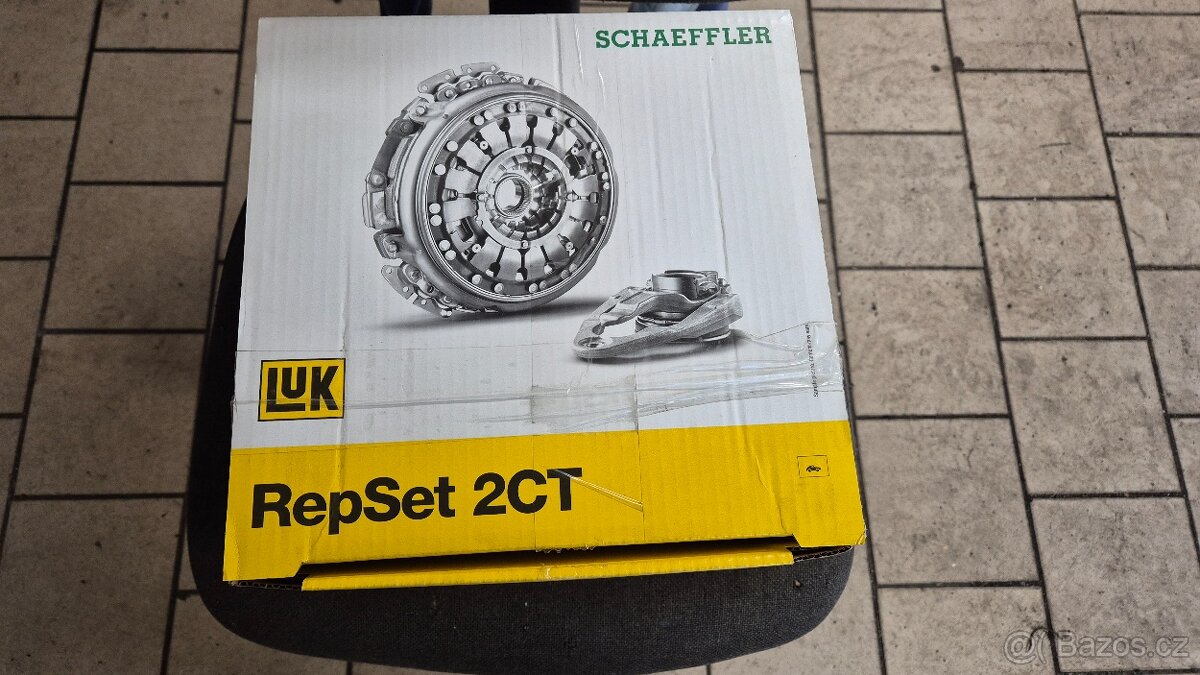 SCHAEFFLER
LUK
RepSet 2CT
Bazos.cz